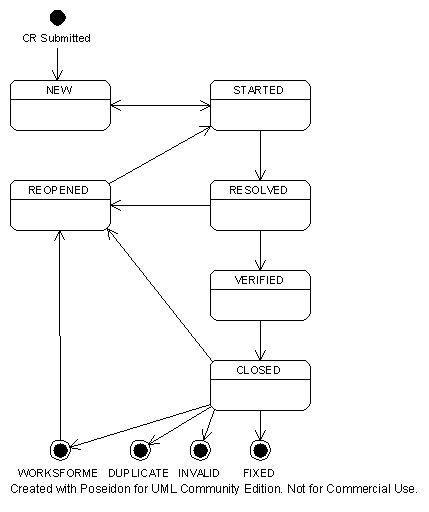 CR Submitted
NEW
STARTED
REOPENED
RESOLVED
VERIFIED
CLOSED
WORKSFORME
DUPLICATE
INVALID
FIXED
Created with Poseidon for UML Community Edition. Not for Commercial Use.